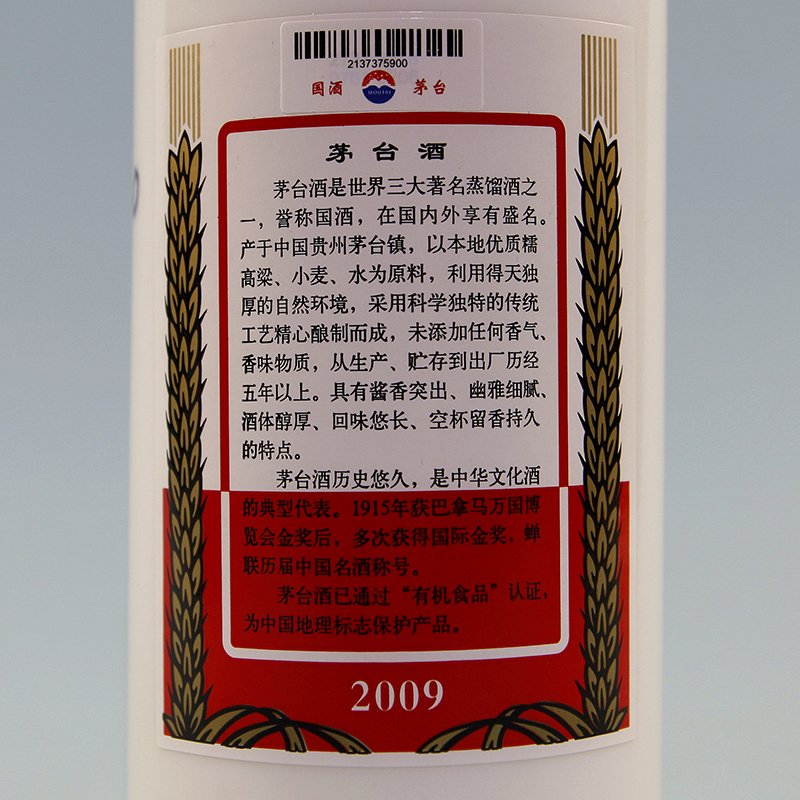 2137375900
国酒 MOUTAI 茅台
茅台酒
茅台酒是世界三大著名蒸馏酒之
一，誉称国酒，在国内外享有盛名。
产于中国贵州茅台镇，以本地优质糯
高粱、小麦、水为原料，利用得天独
厚的自然环境，采用科学独特的传统
工艺精心酿制而成，未添加任何香气、
香味物质，从生产、贮存到出厂历经
五年以上。具有酱香突出、幽雅细腻、
酒体醇厚、回味悠长、空杯留香持久
的特点。
茅台酒历史悠久，是中华文化酒
的典型代表。1915年获巴拿马万国博
览会金奖后，多次获得国际金奖，蝉
联历届中国名酒称号。
茅台酒已通过“有机食品”认证，
为中国地理标志保护产品。
2009